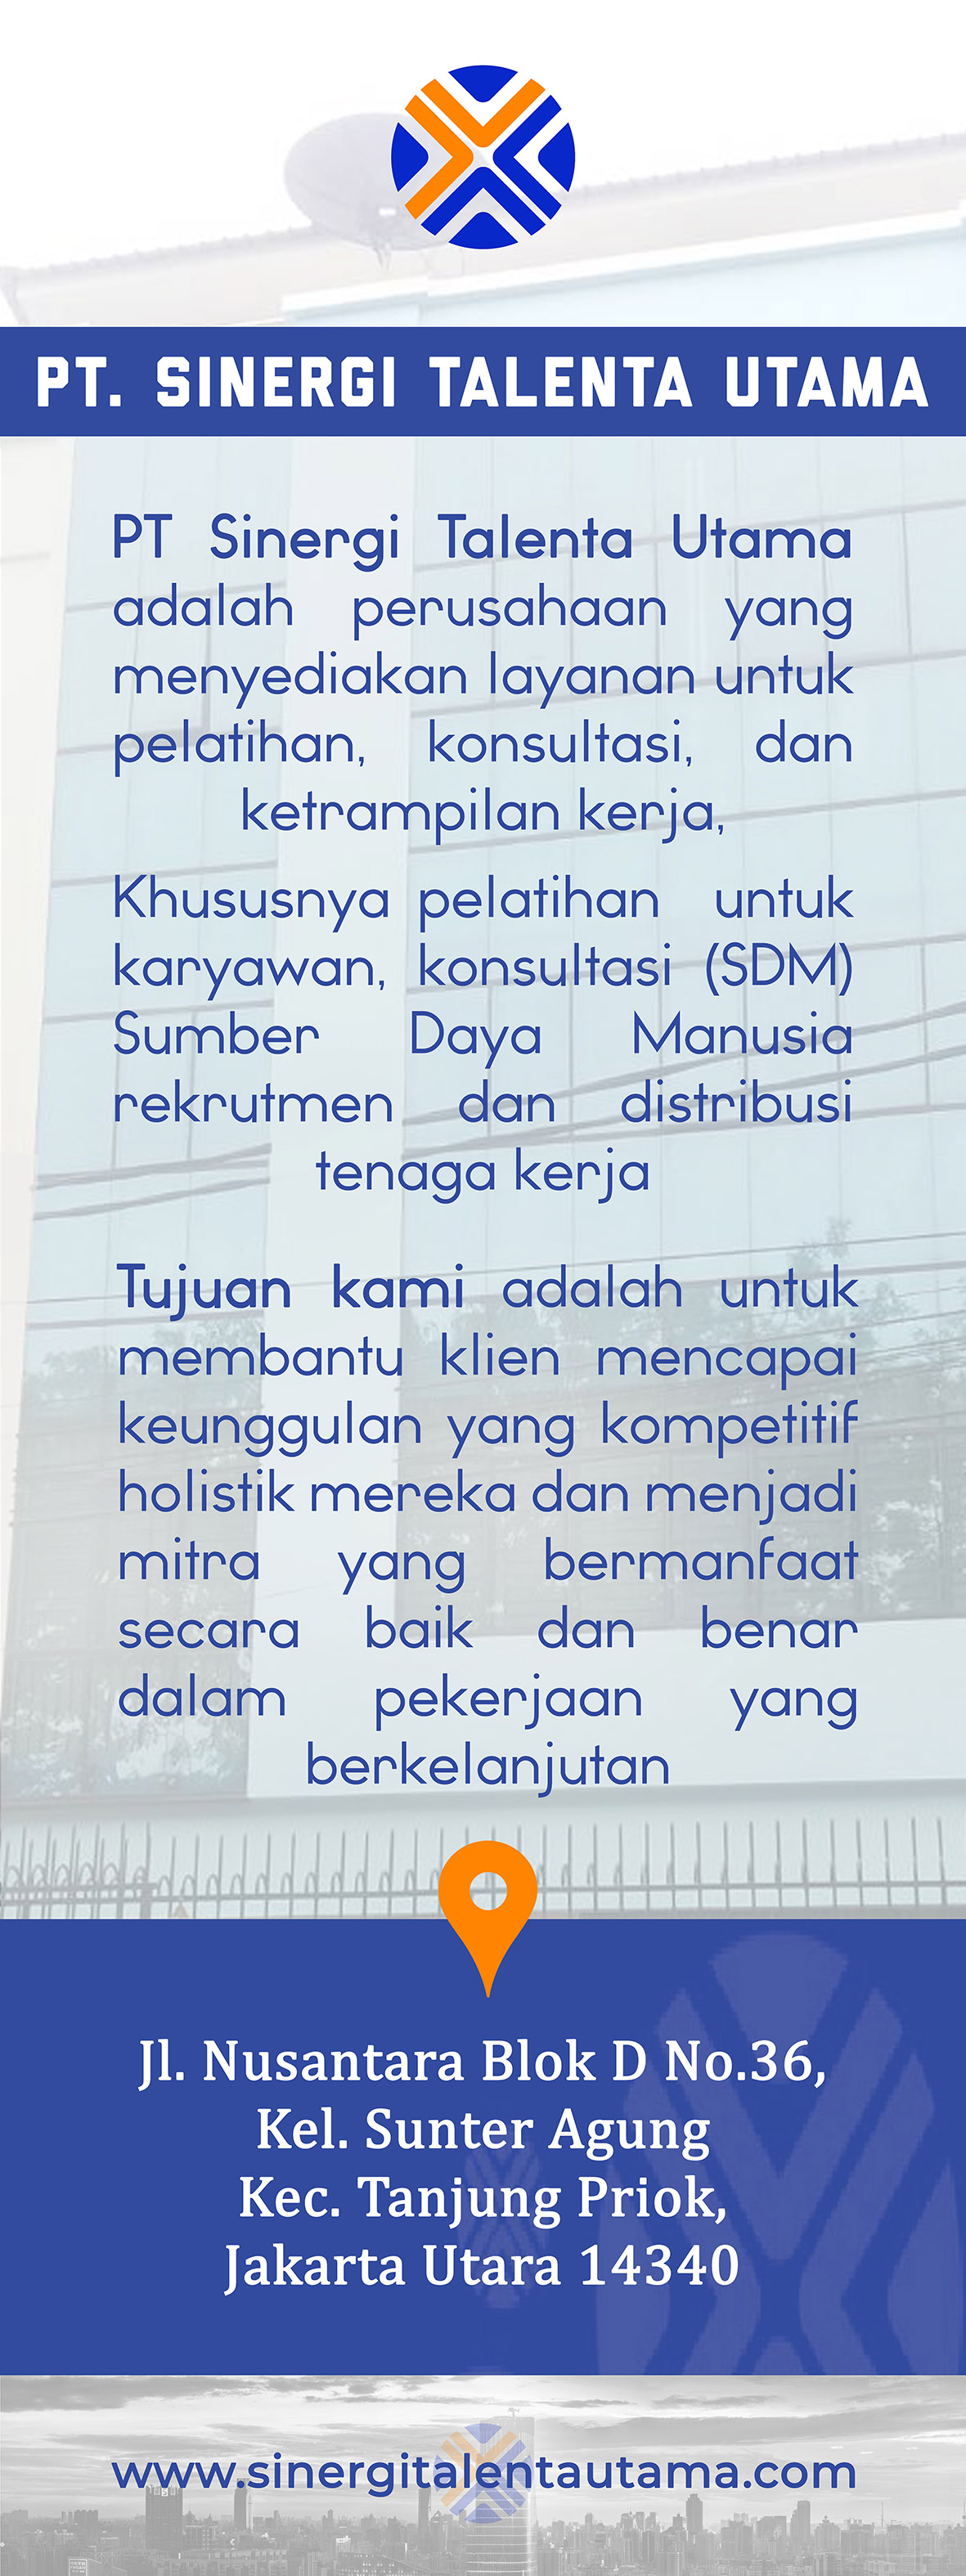 PT. SINERGI TALENTA UTAMA
PT Sinergi Talenta Utama
adalah perusahaan yang
menyediakan layanan untuk
pelatihan, konsultasi, dan
ketrampilan kerja,
Khususnya pelatihan untuk
karyawan, konsultasi (SDM)
Sumber Daya Manusia
rekrutmen dan distribusi
tenaga kerja
Tujuan kami adalah untuk
membantu klien mencapai
keunggulan yang kompetitif
holistik mereka dan menjadi
mitra yang bermanfaat
secara baik dan benar
dalam pekerjaan yang
berkelanjutan
Jl. Nusantara Blok D No.36,
Kel. Sunter Agung
Kec. Tanjung Priok,
Jakarta Utara 14340
www.sinergitalentautama.com